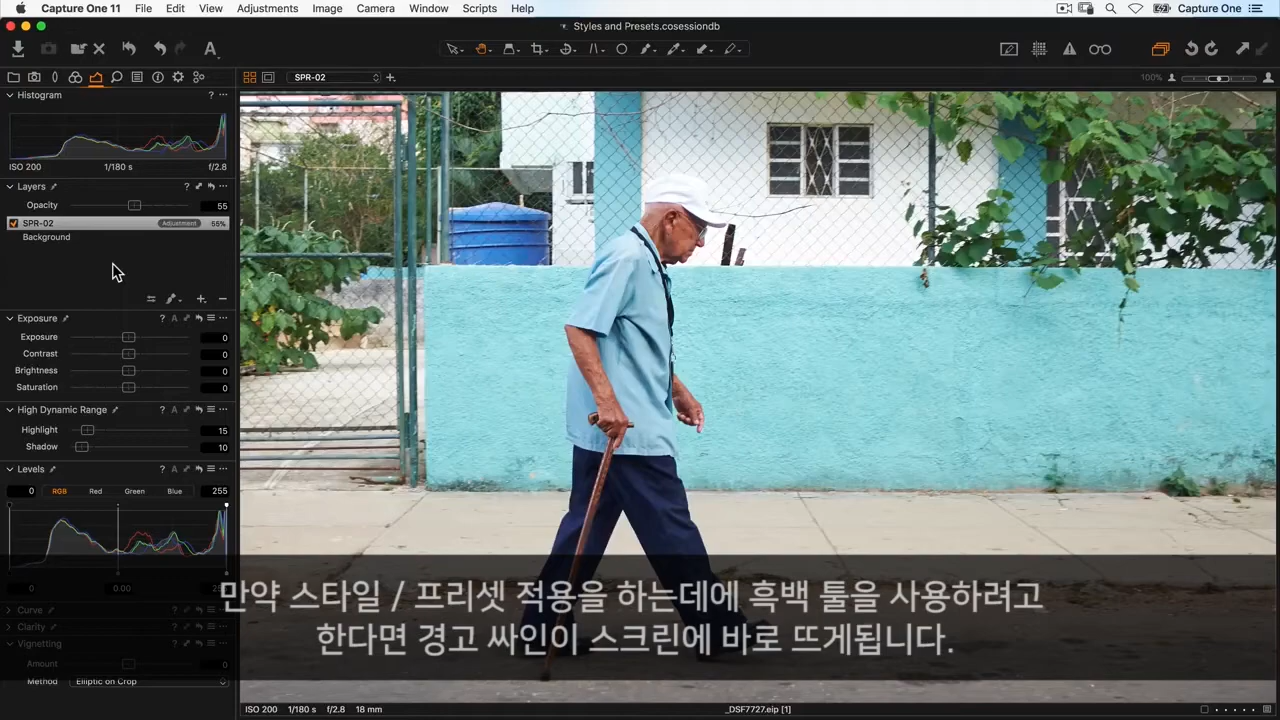 Capture One 11 File Edit View Adjustments Image Camera Window Scripts Help Capture One
Styles and Presets.cosessiondb
SPR-02
100%
Histogram ?
ISO 200 1/180 s f/2.8
Layers ?
Opacity 55
SPR-02 Adjustment 55%
Background
Exposure ? A
Exposure 0
Contrast 0
Brightness 0
Saturation 0
High Dynamic Range ? A
Highlight 15
Shadow 10
Levels ? A
0 RGB Red Green Blue 255
0 0.00
Curve ? A
Clarity ? A
Vignetting ?
Amount 0
Method Elliptic on Crop
만약 스타일 / 프리셋 적용을 하는데에 흑백 툴을 사용하려고
한다면 경고 싸인이 스크린에 바로 뜨게됩니다.
ISO 200 1/180 s f/2.8 18 mm _DSF7727.eip [1]